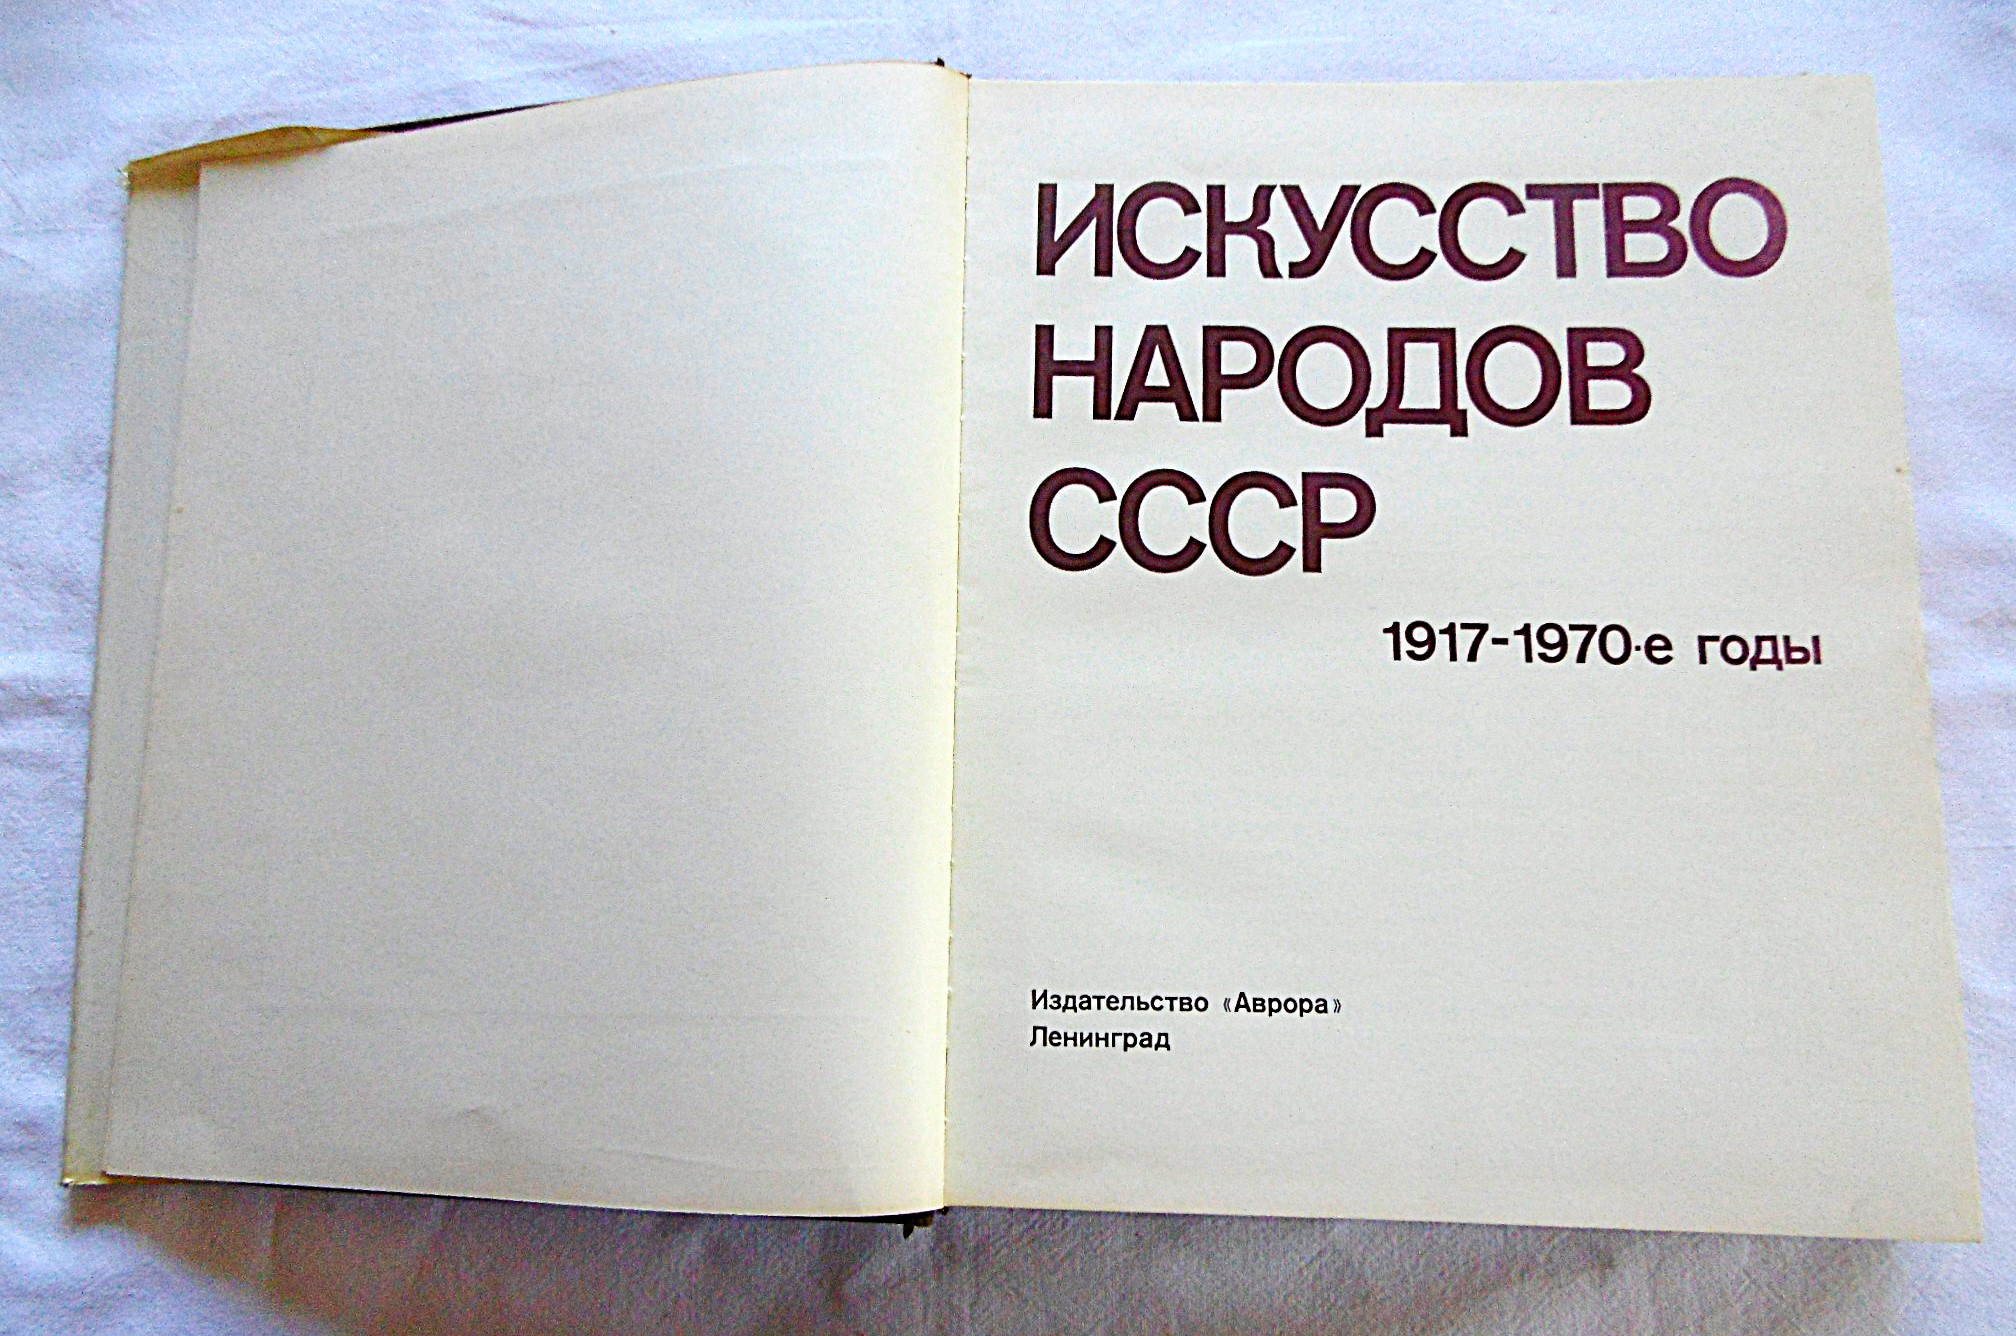 ИСКУССТВО
НАРОДОВ
СССР
1917-1970-е годы
Издательство «Аврора»
Ленинград